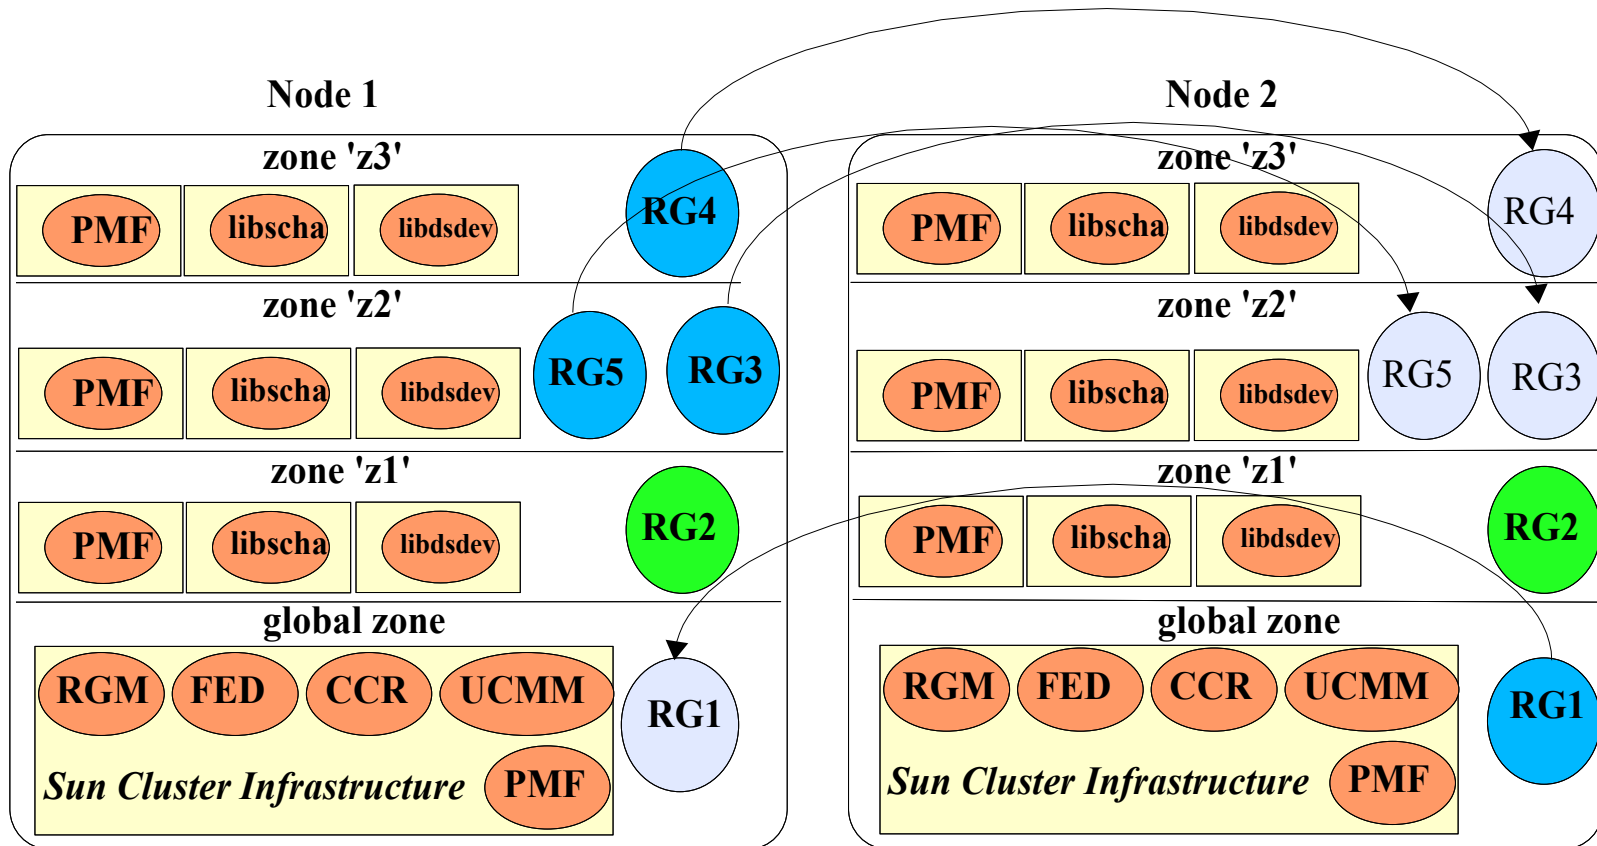 Node 1
zone 'z3'
PMF libscha libdsdev RG4
zone 'z2'
PMF libscha libdsdev RG5 RG3
zone 'z1'
PMF libscha libdsdev RG2
global zone
RGM FED CCR UCMM RG1
Sun Cluster Infrastructure PMF
Node 2
zone 'z3'
PMF libscha libdsdev RG4
zone 'z2'
PMF libscha libdsdev RG5 RG3
zone 'z1'
PMF libscha libdsdev RG2
global zone
RGM FED CCR UCMM RG1
Sun Cluster Infrastructure PMF